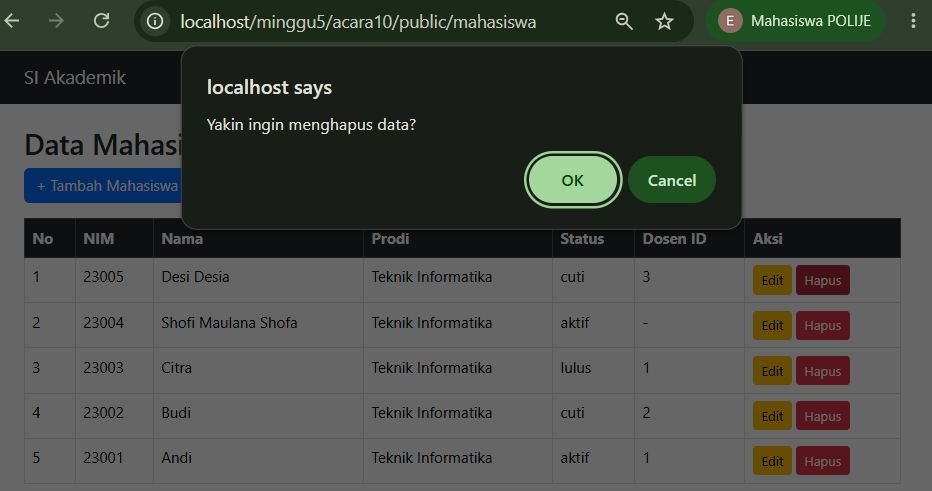 localhost/minggu5/acara10/public/mahasiswa
E Mahasiswa POLIJE
SI Akademik
localhost says
Yakin ingin menghapus data?
OK Cancel
Data Mahasi
+ Tambah Mahasiswa
No NIM Nama Prodi Status Dosen ID Aksi
1 23005 Desi Desia Teknik Informatika cuti 3 Edit Hapus
2 23004 Shofi Maulana Shofa Teknik Informatika aktif - Edit Hapus
3 23003 Citra Teknik Informatika lulus 1 Edit Hapus
4 23002 Budi Teknik Informatika cuti 2 Edit Hapus
5 23001 Andi Teknik Informatika aktif 1 Edit Hapus